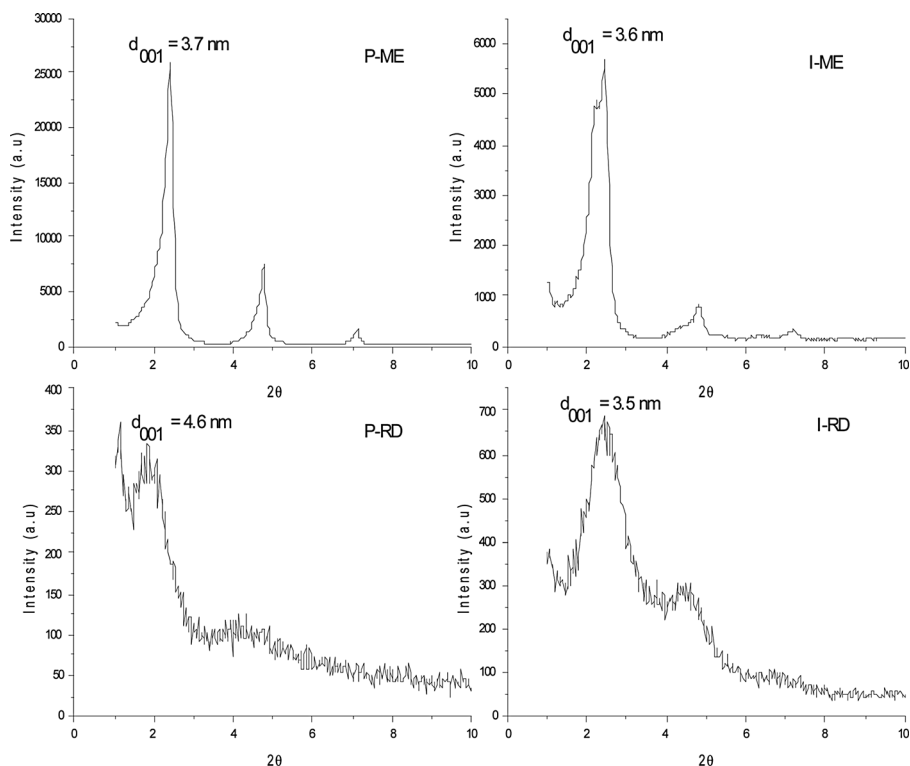 d001 = 3.7 nm
P-ME
Intensity (a.u)
30000
25000
20000
15000
10000
5000
0
0 2 4 6 8 10
2θ
d001 = 3.6 nm
I-ME
Intensity (a.u)
6000
5000
4000
3000
2000
1000
0
0 2 4 6 8 10
2θ
d001 = 4.6 nm
P-RD
Intensity (a.u)
400
350
300
250
200
150
100
50
0
0 2 4 6 8 10
2θ
d001 = 3.5 nm
I-RD
Intensity (a.u)
700
600
500
400
300
200
100
0
0 2 4 6 8 10
2θ